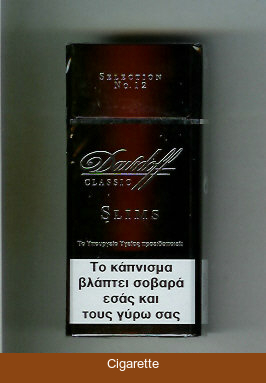 SELECTION
No. 12
Davidoff
CLASSIC
SLIMS
Το Υπουργείο Υγείας προειδοποιεί:
Το κάπνισμα
βλάπτει σοβαρά
εσάς και
τους γύρω σας
Cigarette